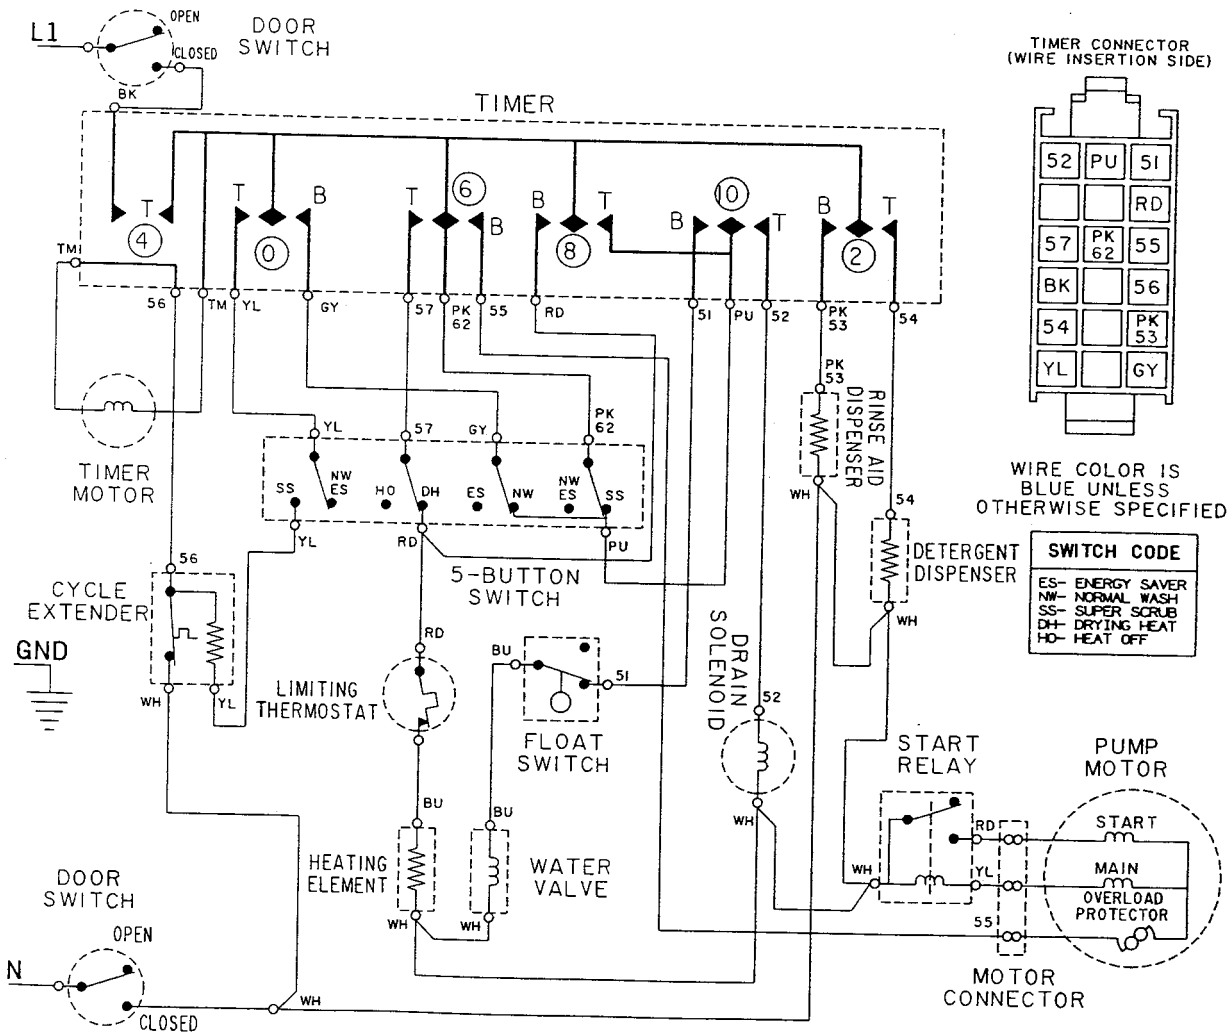 L1
OPEN
DOOR
SWITCH
CLOSED
BK
TIMER
TIMER CONNECTOR
(WIRE INSERTION SIDE)
52 PU 51
RD
57 PK 62 55
BK 56
54 PK 53
YL GY
T 4
T 0 B
T 6 B
B 8 T
B 10 T
B 2 T
TM
56 TM YL GY 57 PK 62 55 RD 51 PU 52 PK 53 54
TIMER
MOTOR
PK
53
RINSE AID
DISPENSER
WH
YL 57 GY PK 62
SS NW ES HO DH ES NW NW ES SS
YL RD PU
5-BUTTON
SWITCH
WIRE COLOR IS
BLUE UNLESS
OTHERWISE SPECIFIED
SWITCH CODE
ES- ENERGY SAVER
NW- NORMAL WASH
SS- SUPER SCRUB
DH- DRYING HEAT
HO- HEAT OFF
54
DETERGENT
DISPENSER
WH
56
CYCLE
EXTENDER
WH YL
GND
RD
LIMITING
THERMOSTAT
BU
51
FLOAT
SWITCH
DRAIN
SOLENOID
52
WH
BU
HEATING
ELEMENT
WH
BU
WATER
VALVE
WH
START
RELAY
WH
RD
YL
55
PUMP
MOTOR
START
MAIN
OVERLOAD
PROTECTOR
MOTOR
CONNECTOR
DOOR
SWITCH
OPEN
N
CLOSED
WH